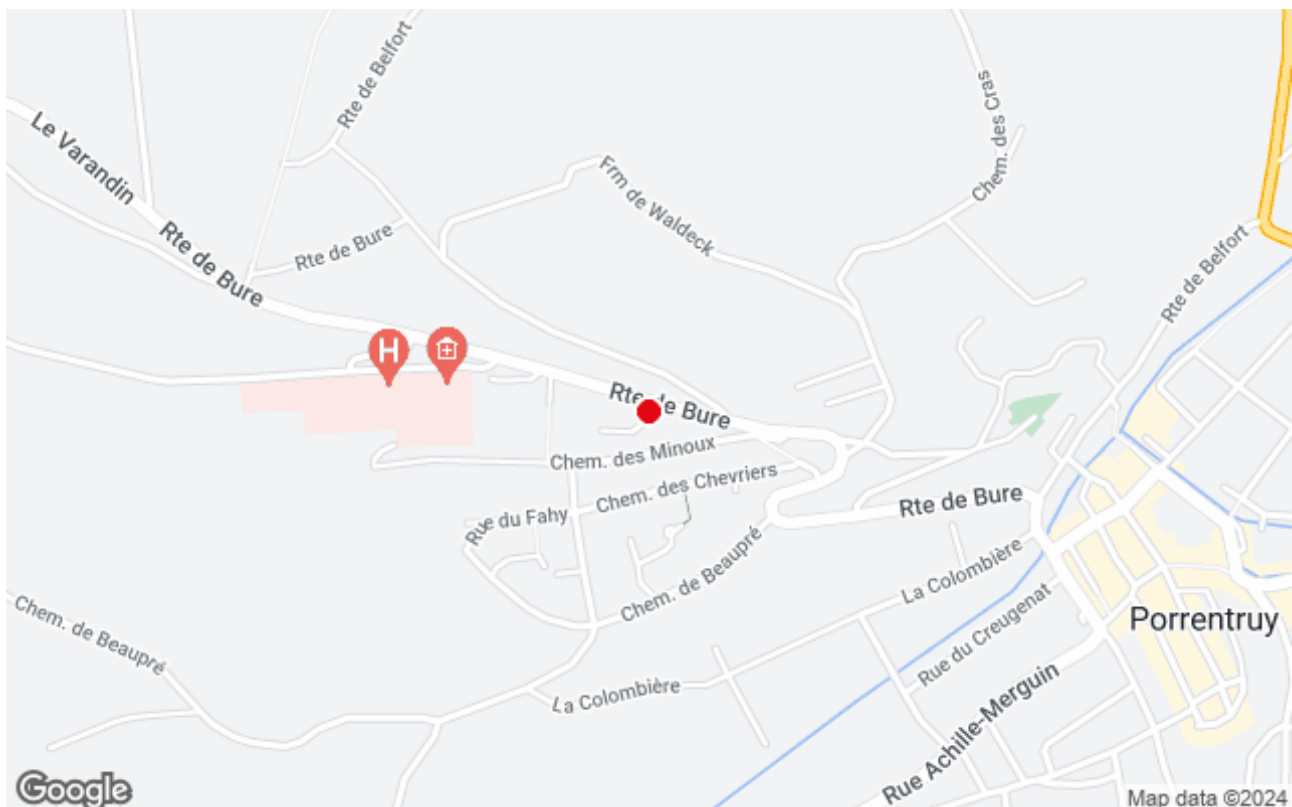 Rte de Belfort
Chem. des Cras
Le Varandin
Frm de Waldeck
Rte de Bure
Rte de Bure
Rte de Belfort
H
Rte de Bure
Chem. des Minoux
Chem. des Chevriers
Rte de Bure
Rue du Fahy
Chem. de Beaupré
La Colombière
Chem. de Beaupré
Porrentruy
Rue du Creugenat
La Colombière
Rue Achille-Merguin
Google
Map data ©2024